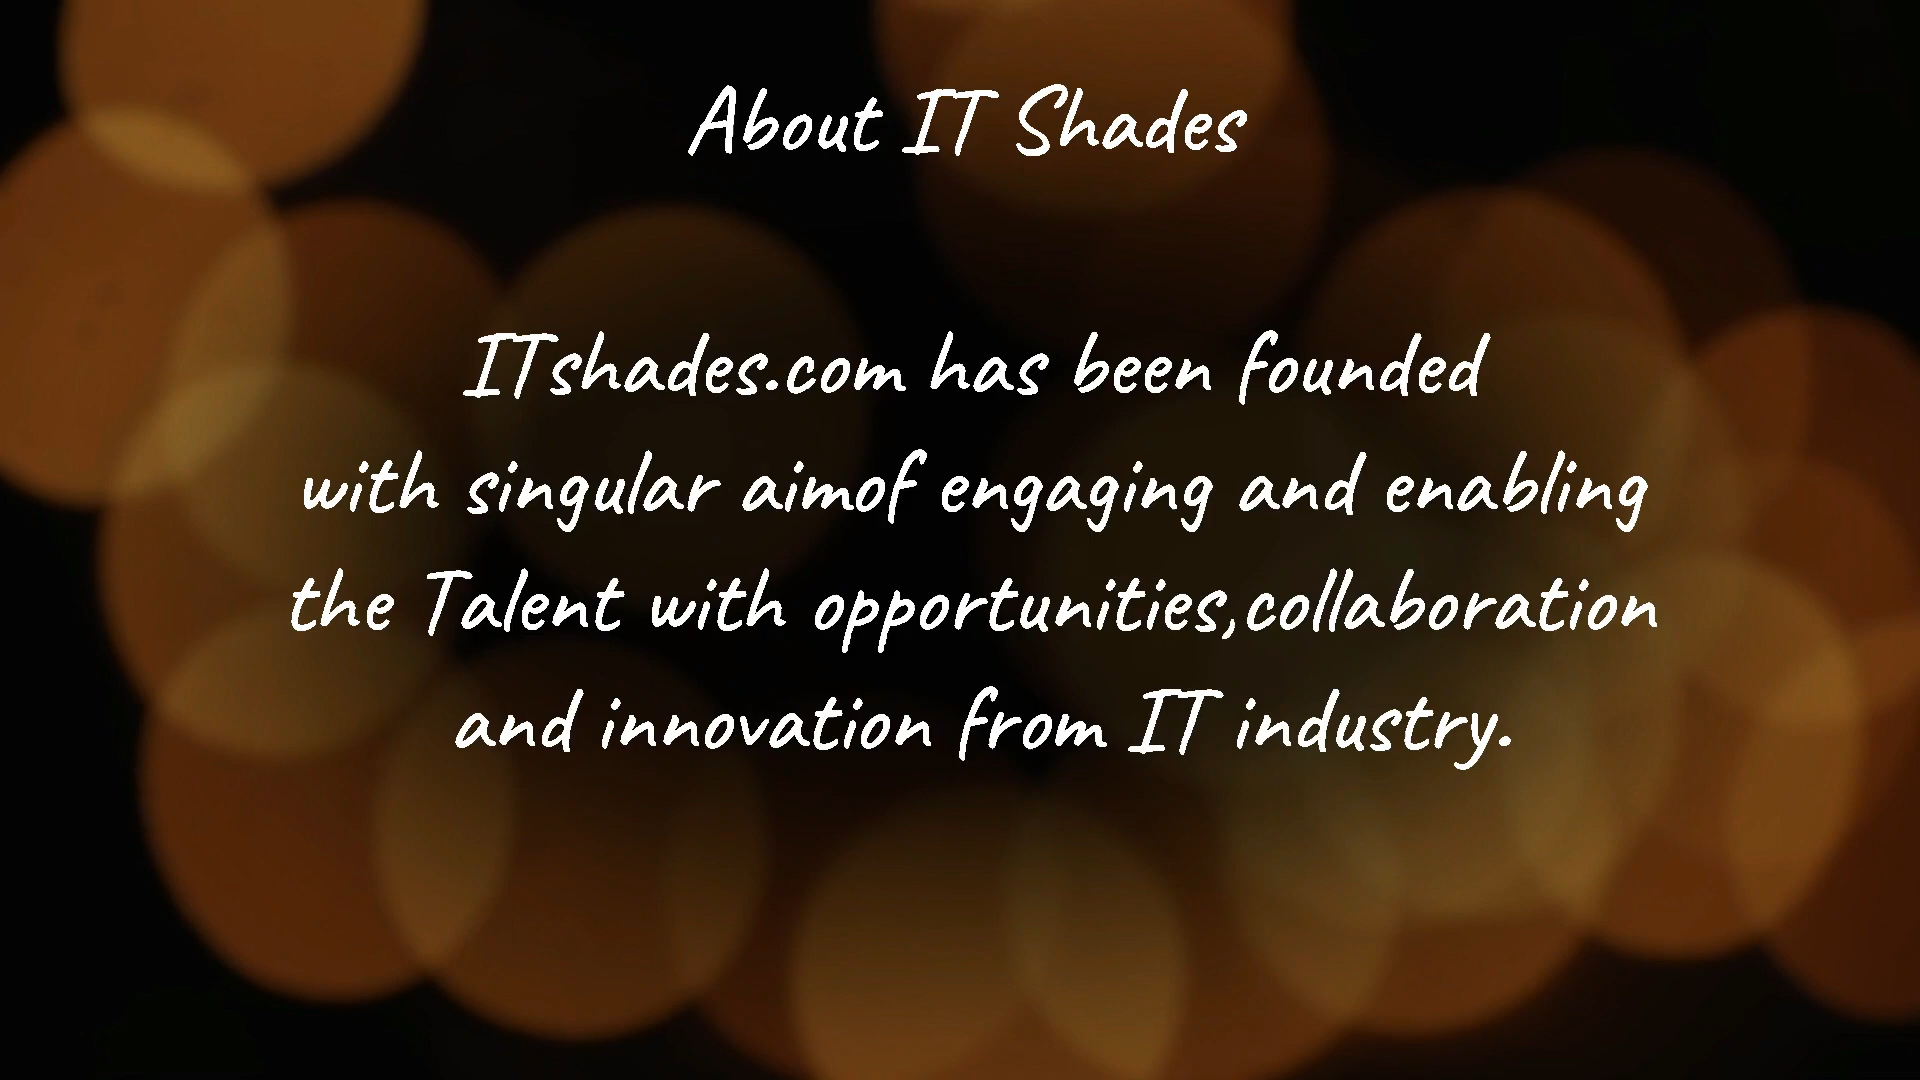 About IT Shades
ITshades.com has been founded
with singular aimof engaging and enabling
the Talent with opportunities,collaboration
and innovation from IT industry.